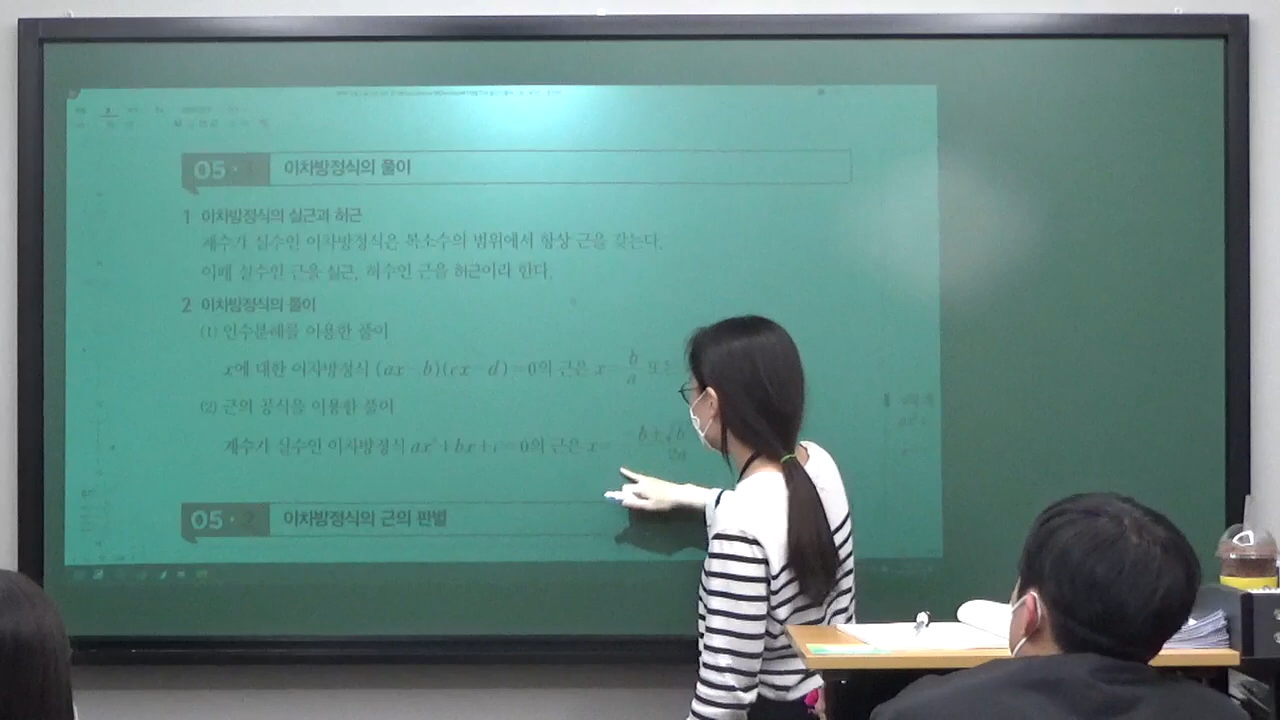 05·1 이차방정식의 풀이
1 이차방정식의 실근과 허근
계수가 실수인 이차방정식은 복소수의 범위에서 항상 근을 갖는다.
이때 실수인 근을 실근, 허수인 근을 허근이라 한다.
2 이차방정식의 풀이
(1) 인수분해를 이용한 풀이
x에 대한 이차방정식 (ax-b)(cx-d)=0의 근은 x=b/a 또는
(2) 근의 공식을 이용한 풀이
계수가 실수인 이차방정식 ax²+bx+c=0의 근은 x=
05·2 이차방정식의 근의 판별